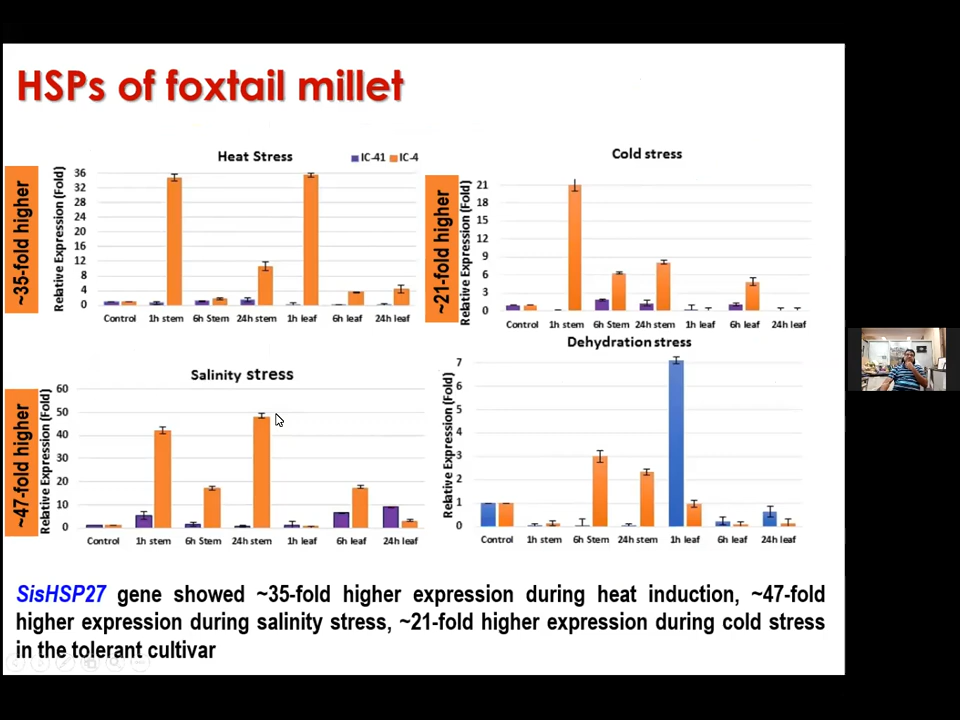 HSPs of foxtail millet
~35-fold higher
Heat Stress
IC-41 IC-4
Relative Expression (Fold)
36
32
28
24
20
16
12
8
4
0
Control 1h stem 6h Stem 24h stem 1h leaf 6h leaf 24h leaf
~21-fold higher
Cold stress
Relative Expression (Fold)
21
18
15
12
9
6
3
0
Control 1h stem 6h Stem 24h stem 1h leaf 6h leaf 24h leaf
~47-fold higher
Salinity stress
Relative Expression (Fold)
60
50
40
30
20
10
0
Control 1h stem 6h Stem 24h stem 1h leaf 6h leaf 24h leaf
Dehydration stress
Relative Expression (Fold)
7
6
5
4
3
2
1
0
Control 1h stem 6h Stem 24h stem 1h leaf 6h leaf 24h leaf
SisHSP27 gene showed ~35-fold higher expression during heat induction, ~47-fold
higher expression during salinity stress, ~21-fold higher expression during cold stress
in the tolerant cultivar